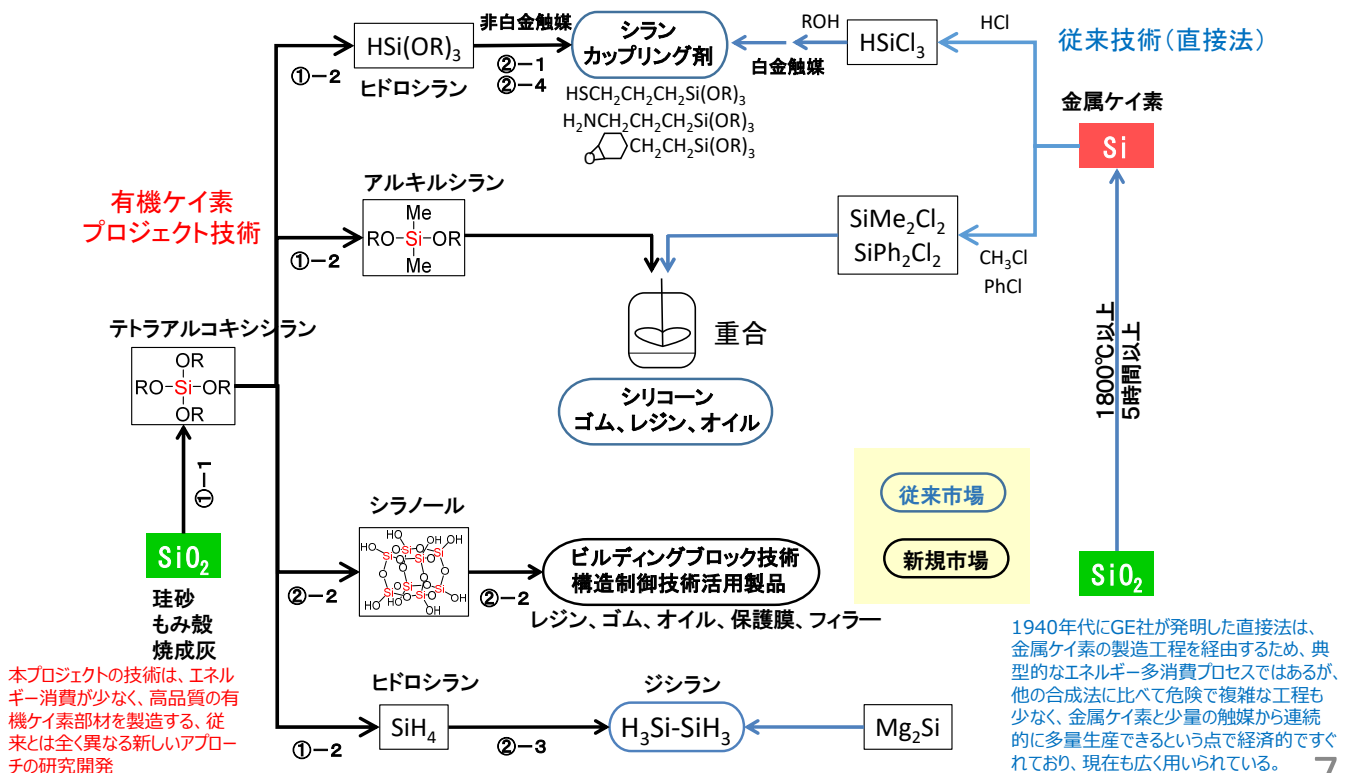 HSi(OR)3
ヒドロシラン
①-2
非白金触媒
②-1
②-4
シラン
カップリング剤
HSCH2CH2CH2Si(OR)3
H2NCH2CH2CH2Si(OR)3
O CH2CH2Si(OR)3
ROH
白金触媒
HSiCl3
HCl
従来技術(直接法)
金属ケイ素
Si
有機ケイ素
プロジェクト技術
アルキルシラン
Me
RO-Si-OR
Me
①-2
SiMe2Cl2
SiPh2Cl2
CH3Cl
PhCl
重合
シリコーン
ゴム、レジン、オイル
1800℃以上
5時間以上
テトラアルコキシシラン
OR
RO-Si-OR
OR
①-1
SiO2
珪砂
もみ殻
焼成灰
シラノール
HO Si O Si OH OH
HO Si O Si OH
O O O O
Si O Si
HO HO Si O Si OH
OH
②-2
②-2
ビルディングブロック技術
構造制御技術活用製品
レジン、ゴム、オイル、保護膜、フィラー
従来市場
新規市場
SiO2
本プロジェクトの技術は、エネル
ギー消費が少なく、高品質の有
機ケイ素部材を製造する、従
来とは全く異なる新しいアプロー
チの研究開発
ヒドロシラン
①-2
SiH4
②-3
ジシラン
H3Si-SiH3
Mg2Si
1940年代にGE社が発明した直接法は、
金属ケイ素の製造工程を経由するため、典
型的なエネルギー多消費プロセスではあるが、
他の合成法に比べて危険で複雑な工程も
少なく、金属ケイ素と少量の触媒から連続
的に多量生産できるという点で経済的ですぐ
れており、現在も広く用いられている。
7